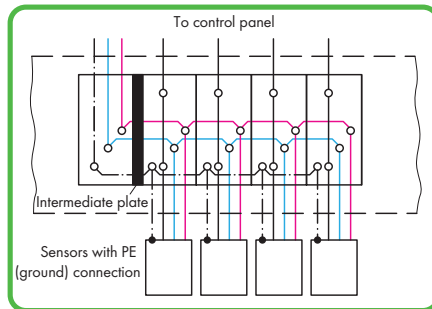 To control panel
Intermediate plate
Sensors with PE
(ground) connection